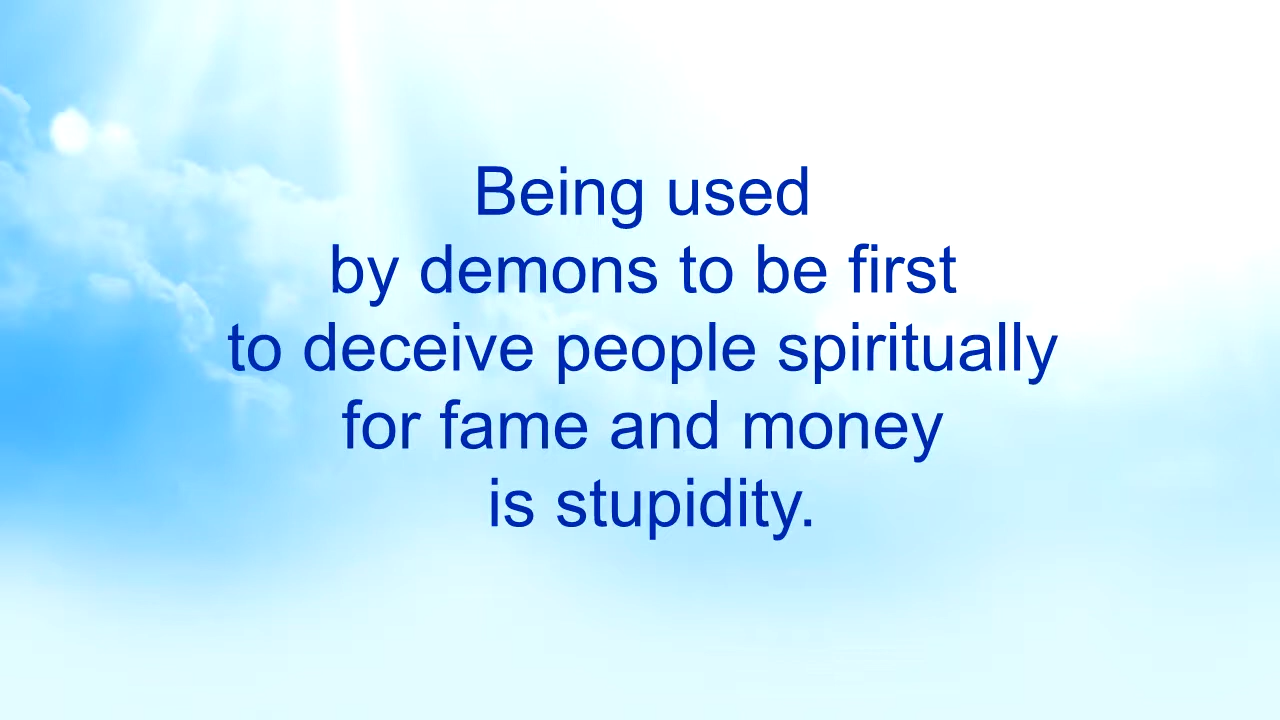 Being used
by demons to be first
to deceive people spiritually
for fame and money
is stupidity.